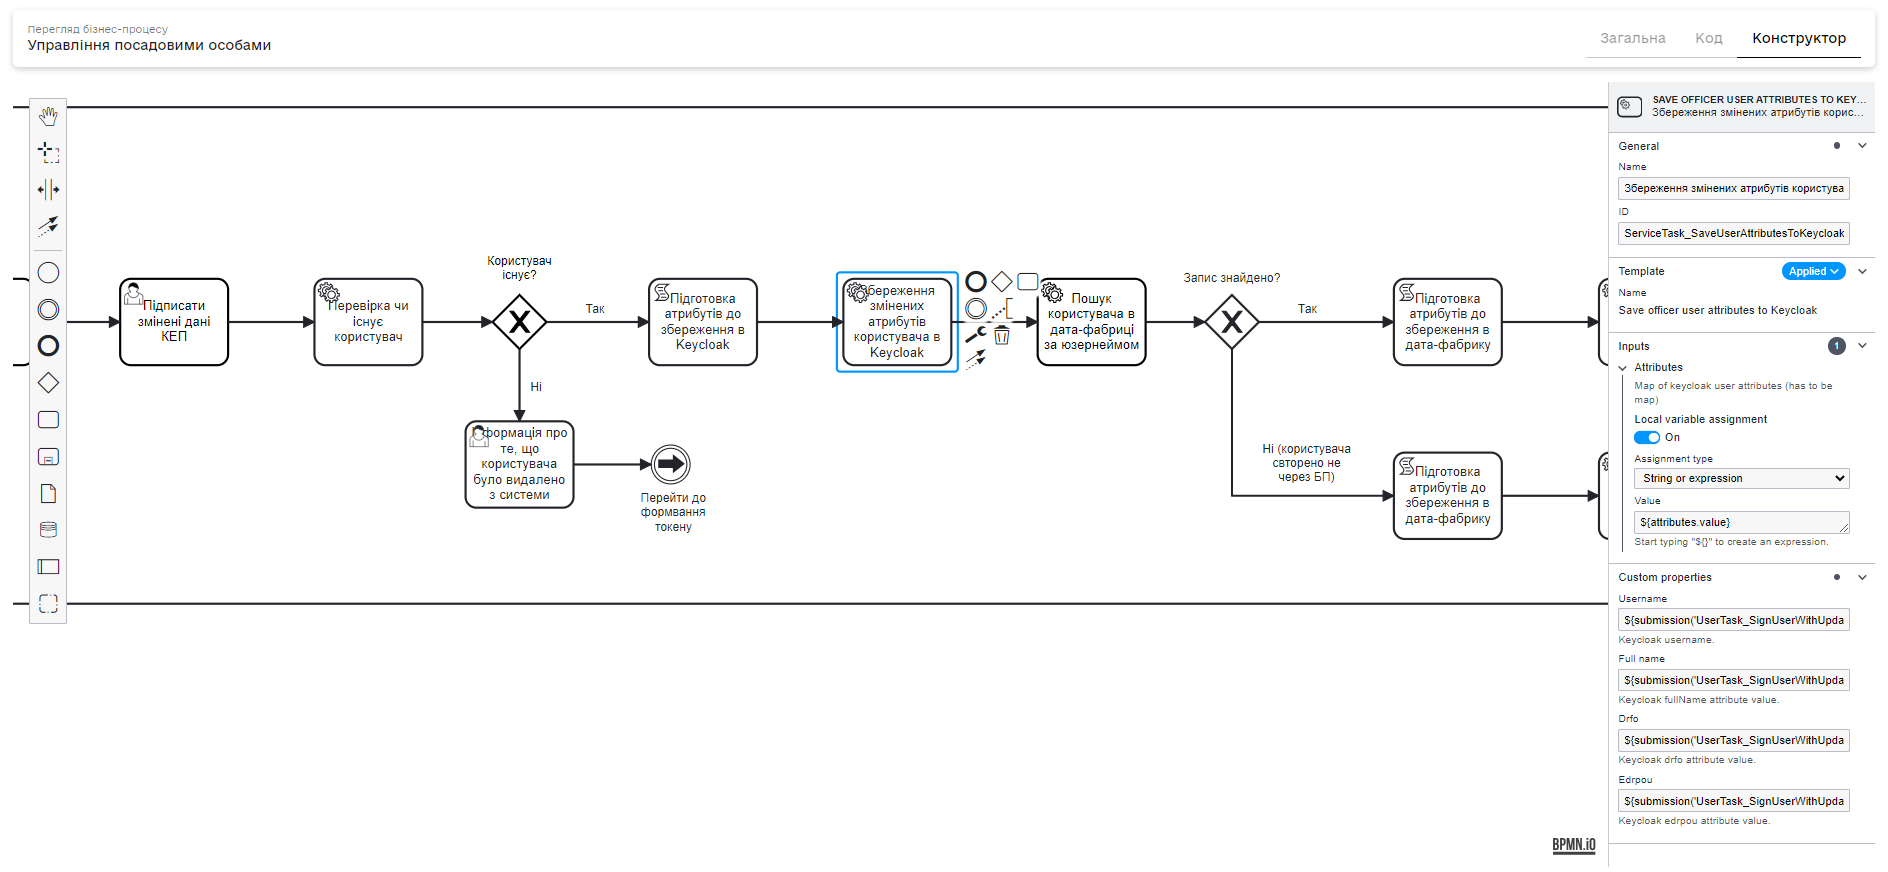 Перегляд бізнес-процесу
Управління посадовими особами
Загальна
Код
Конструктор
Підписати
змінені дані
КЕП
Перевірка чи
існує
користувач
Користувач
існує?
Так
Ні
Підготовка
атрибутів до
збереження в
Keycloak
збереження
змінених
атрибутів
користувача в
Keycloak
Пошук
користувача в
дата-фабриці
за юзернеймом
Запис знайдено?
Так
Підготовка
атрибутів до
збереження в
дата-фабрику
Інформація про
те, що
користувача
було видалено
з системи
Перейти до
формвання
токену
Ні (користувача
свторено не
через БП)
Підготовка
атрибутів до
збереження в
дата-фабрику
BPMN.iO
SAVE OFFICER USER ATTRIBUTES TO KEY...
Збереження змінених атрибутів корис...
General
Name
Збереження змінених атрибутів користува
ID
ServiceTask_SaveUserAttributesToKeycloak
Template
Applied
Name
Save officer user attributes to Keycloak
Inputs
1
Attributes
Map of keycloak user attributes (has to be
map)
Local variable assignment
On
Assignment type
String or expression
Value
${attributes.value}
Start typing "${}" to create an expression.
Custom properties
Username
${submission('UserTask_SignUserWithUpda
Keycloak username.
Full name
${submission('UserTask_SignUserWithUpda
Keycloak fullName attribute value.
Drfo
${submission('UserTask_SignUserWithUpda
Keycloak drfo attribute value.
Edrpou
${submission('UserTask_SignUserWithUpda
Keycloak edrpou attribute value.